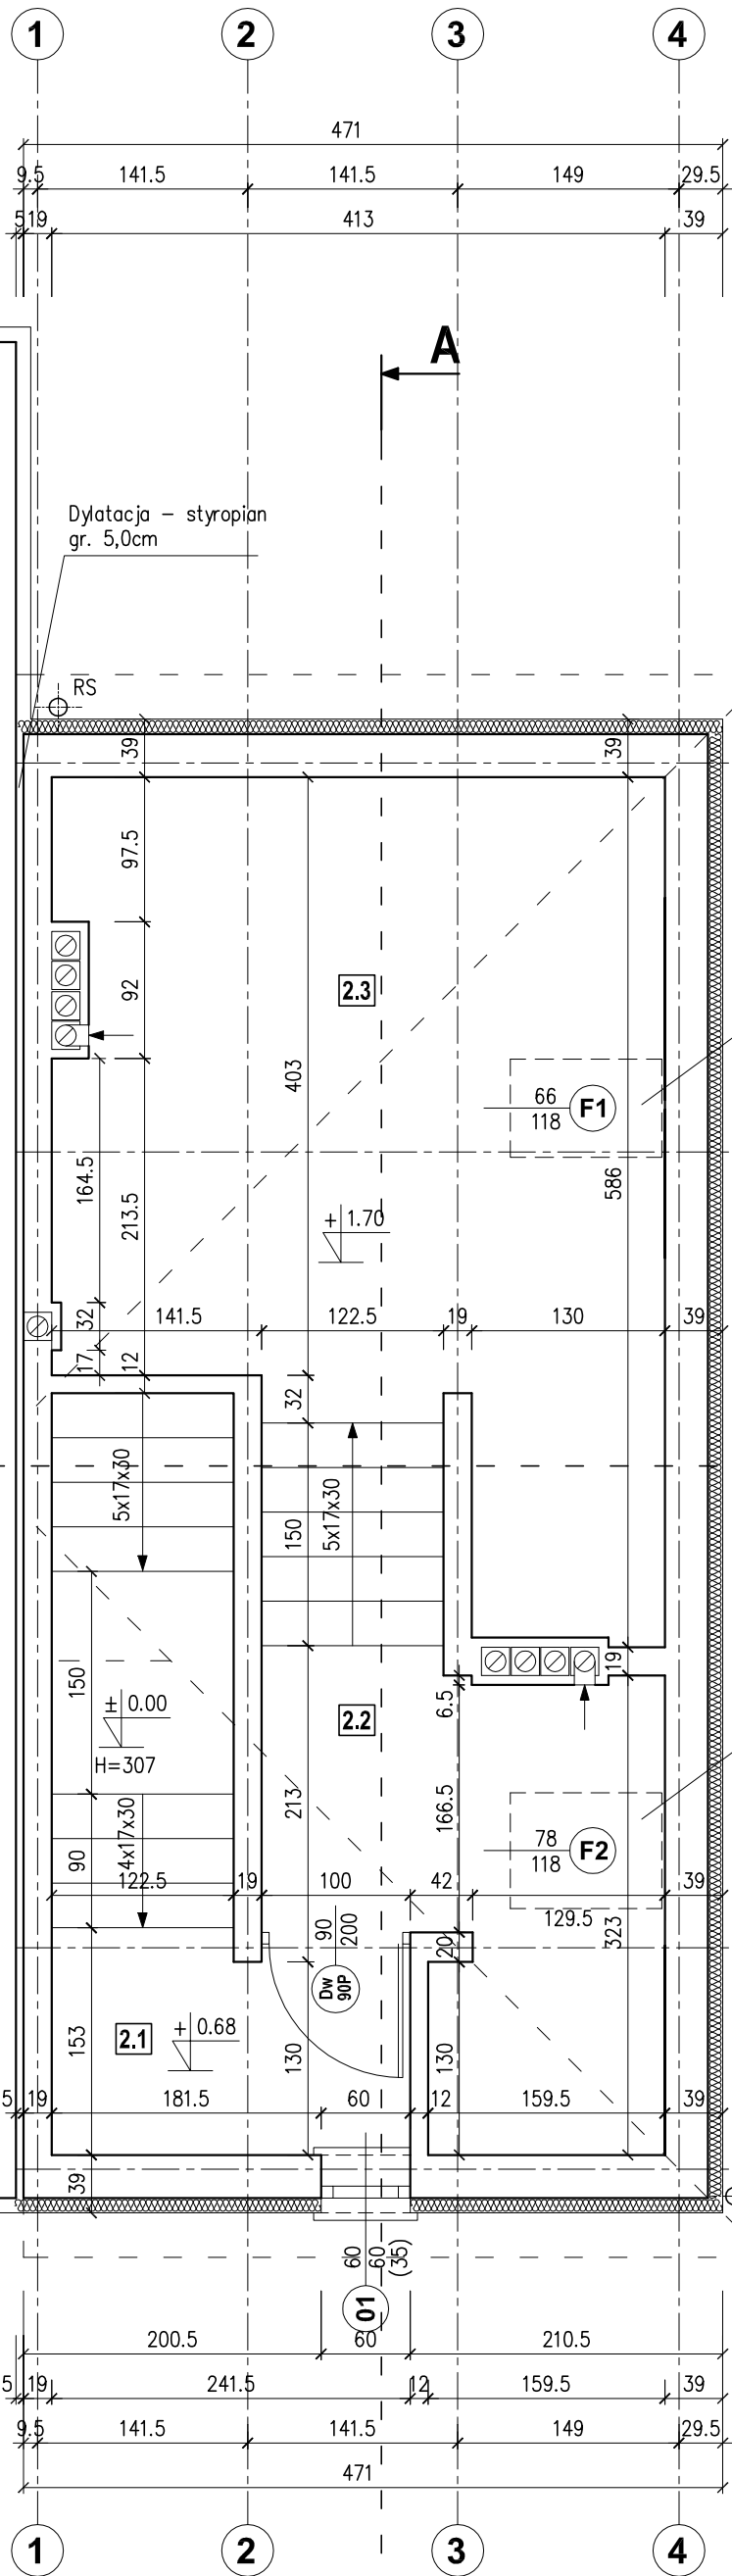 1 2 3 4
471
9.5 141.5 141.5 149 29.5
5 19 413 39
A
Dylatacja – styropian
gr. 5,0cm
RS
39 39
97.5
92
2.3
403
66
118
F1
586
164.5
213.5
+ 1.70
32
17
12
141.5 122.5 19 130 39
32
5x17x30
150
5x17x30
19
6.5
150
± 0.00
H=307
2.2
213
166.5
78
118
F2
4x17x30
90
122.5 19 100 42 39
129.5
323
90
200
20
Dw
90P
153
2.1
+ 0.68
130
130
5 19 181.5 60 12 159.5 39
39
60
60
(35)
01
200.5 60 210.5
5 19 241.5 12 159.5 39
9.5 141.5 141.5 149 29.5
471
1 2 3 4